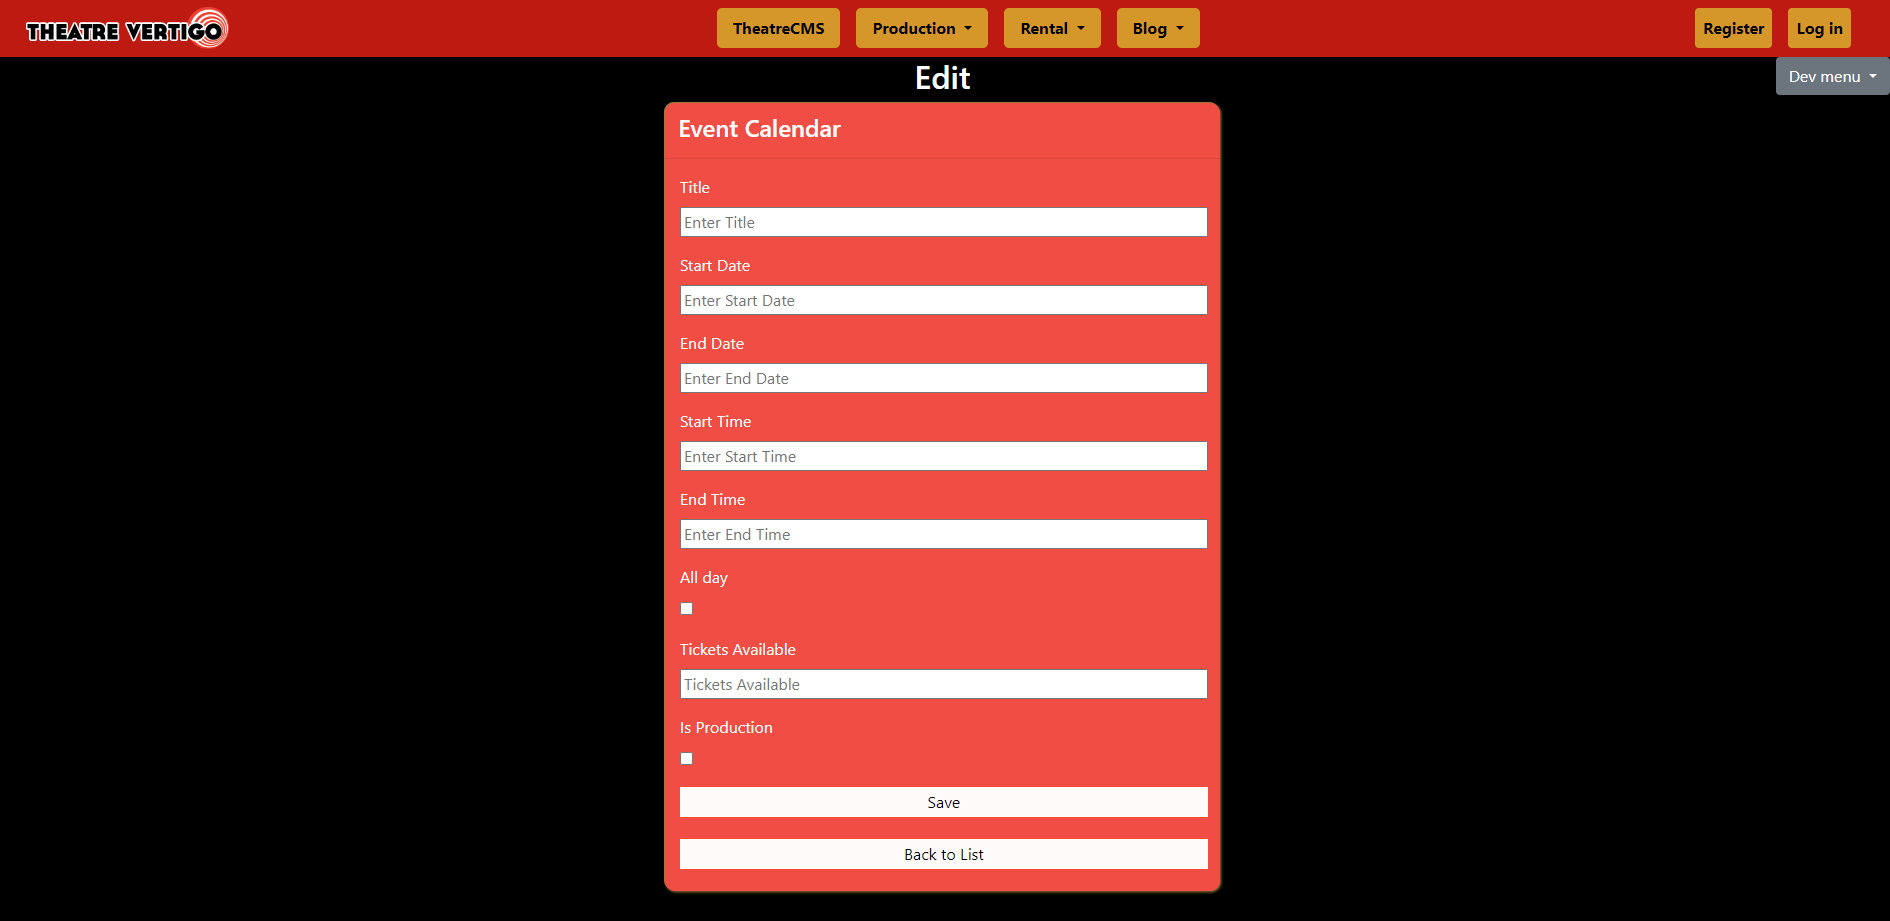 THEATRE VERTIGO TheatreCMS Production Rental Blog Register Log in
Edit Dev menu
Event Calendar
Title
Enter Title
Start Date
Enter Start Date
End Date
Enter End Date
Start Time
Enter Start Time
End Time
Enter End Time
All day
Tickets Available
Tickets Available
Is Production
Save
Back to List